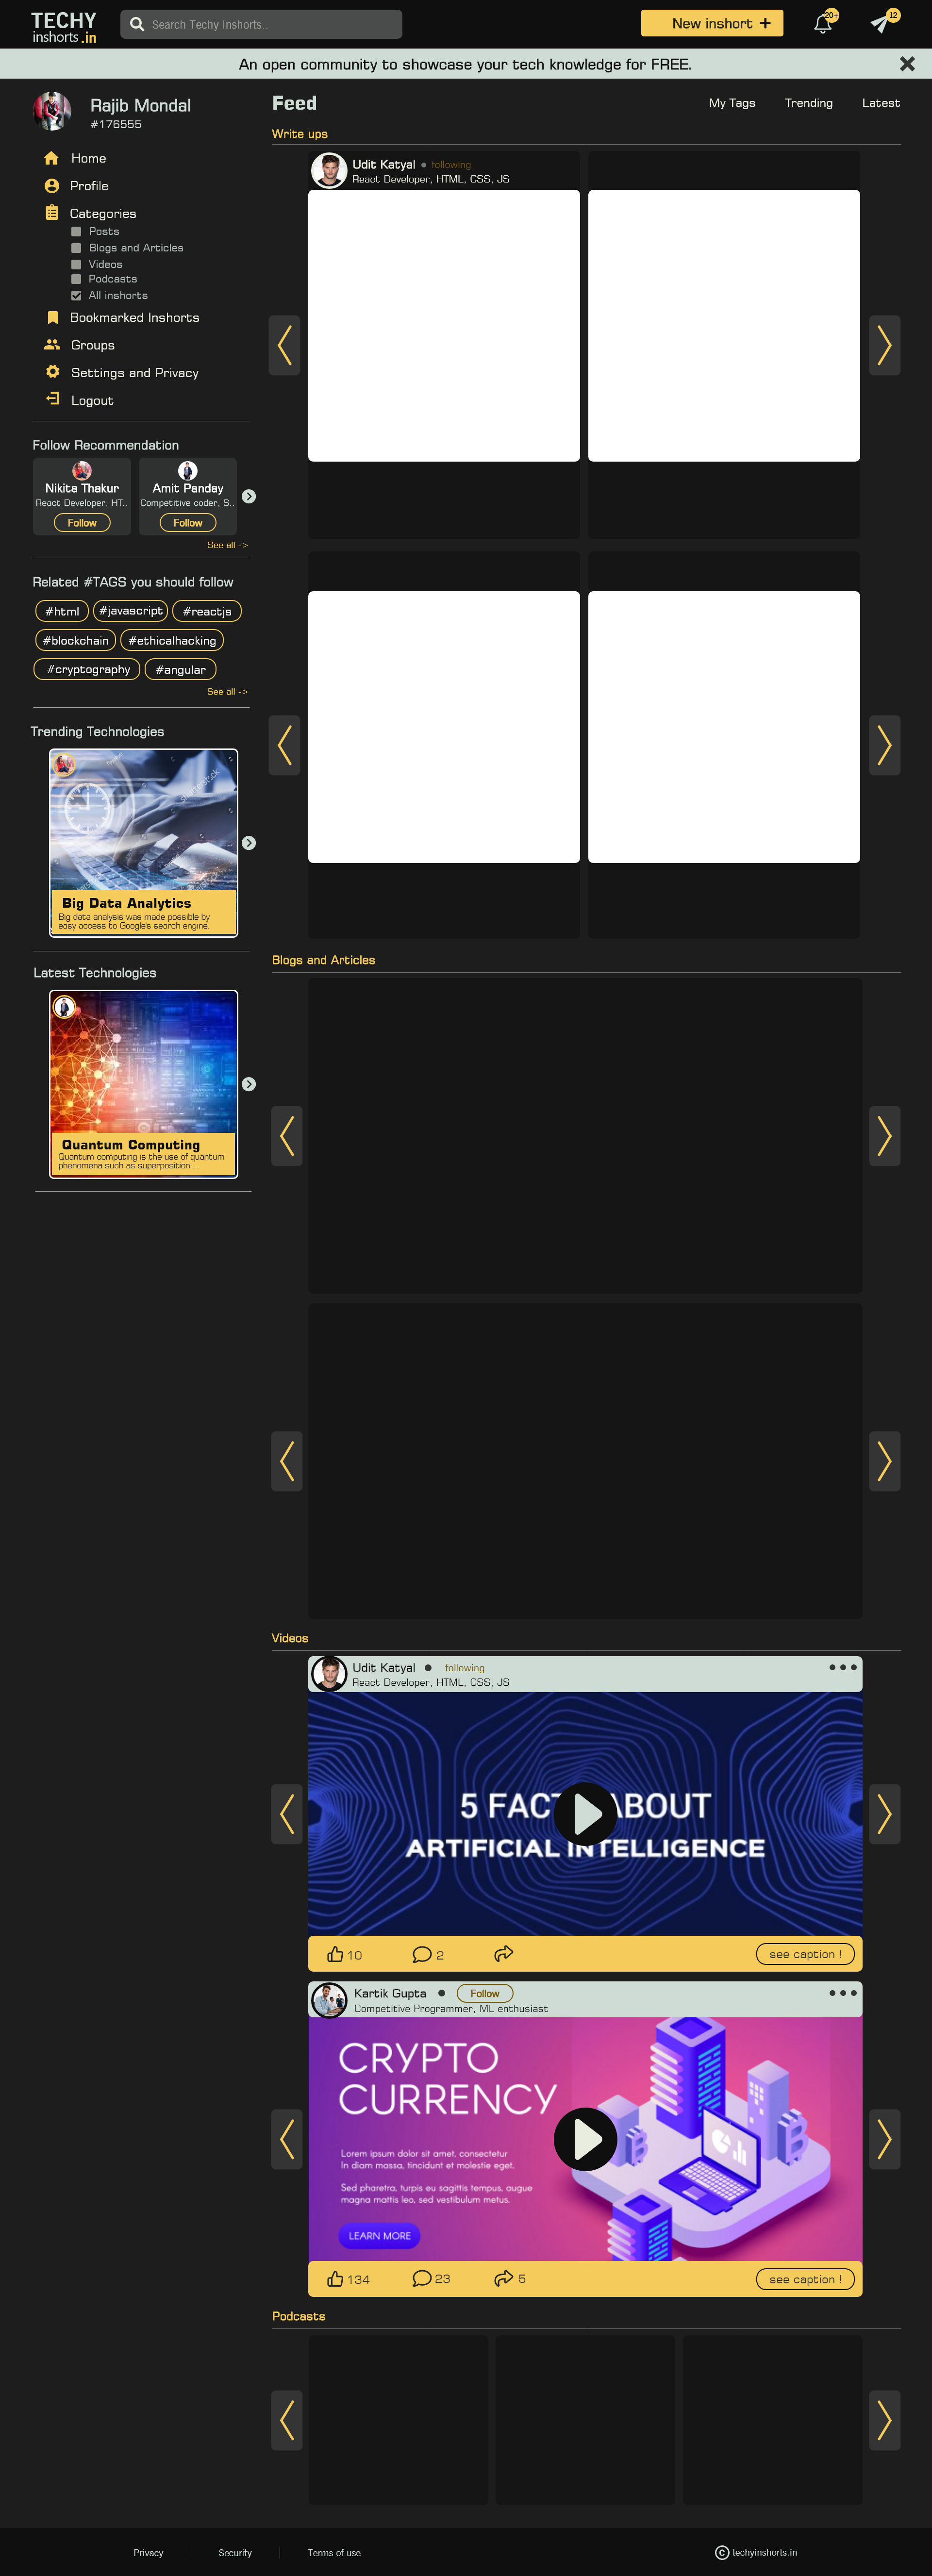 TECHY
inshorts.in
Search Techy Inshorts..
New inshort +
20+
12
An open community to showcase your tech knowledge for FREE.
Rajib Mondal
#176555
Home
Profile
Categories
Posts
Blogs and Articles
Videos
Podcasts
All inshorts
Bookmarked Inshorts
Groups
Settings and Privacy
Logout
Follow Recommendation
Nikita Thakur
React Developer, HT..
Follow
Amit Panday
Competitive coder, S..
Follow
See all ->
Related #TAGS you should follow
#html #javascript #reactjs
#blockchain #ethicalhacking
#cryptography #angular
See all ->
Trending Technologies
Big Data Analytics
Big data analysis was made possible by
easy access to Google's search engine.
Latest Technologies
Quantum Computing
Quantum computing is the use of quantum
phenomena such as superposition ...
Feed
My Tags Trending Latest
Write ups
Udit Katyal • following
React Developer, HTML, CSS, JS
Blogs and Articles
Videos
Udit Katyal • following
React Developer, HTML, CSS, JS
5 FACT ABOUT
ARTIFICIAL INTELLIGENCE
10 2 see caption !
Kartik Gupta • Follow
Competitive Programmer, ML enthusiast
CRYPTO
CURRENCY
Lorem ipsum dolor sit amet, consectetur
In diam massa, tincidunt et molestie eget.
Sed pharetra, turpis eu sagittis tempus, augue
magna mattis leo, sed vestibulum metus.
LEARN MORE
134 23 5 see caption !
Podcasts
Privacy | Security | Terms of use
© techyinshorts.in